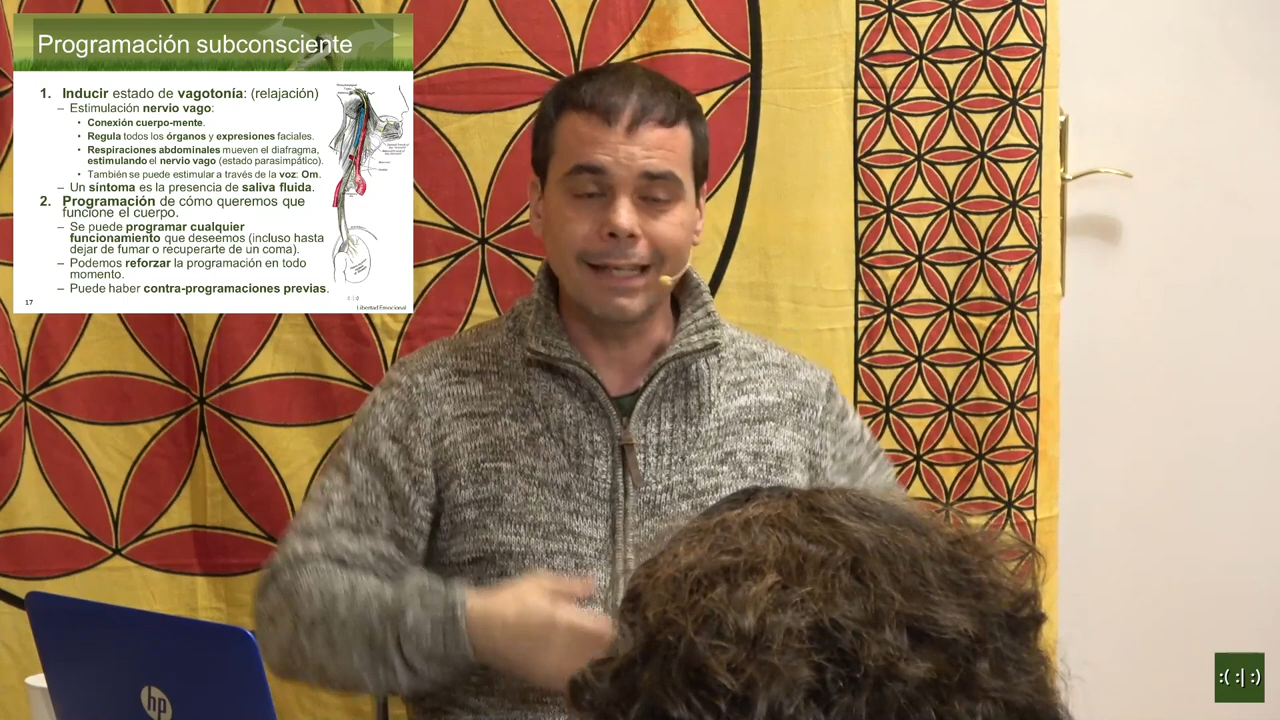 Programación subconsciente
1. Inducir estado de vagotonía: (relajación)
– Estimulación nervio vago:
• Conexión cuerpo-mente.
• Regula todos los órganos y expresiones faciales.
• Respiraciones abdominales mueven el diafragma,
estimulando el nervio vago (estado parasimpático).
• También se puede estimular a través de la voz: Om.
– Un síntoma es la presencia de saliva fluida.
2. Programación de cómo queremos que
funcione el cuerpo.
– Se puede programar cualquier
funcionamiento que deseemos (incluso hasta
dejar de fumar o recuperarte de un coma).
– Podemos reforzar la programación en todo
momento.
– Puede haber contra-programaciones previas.
17
Libertad Emocional
hp
:( :| :)